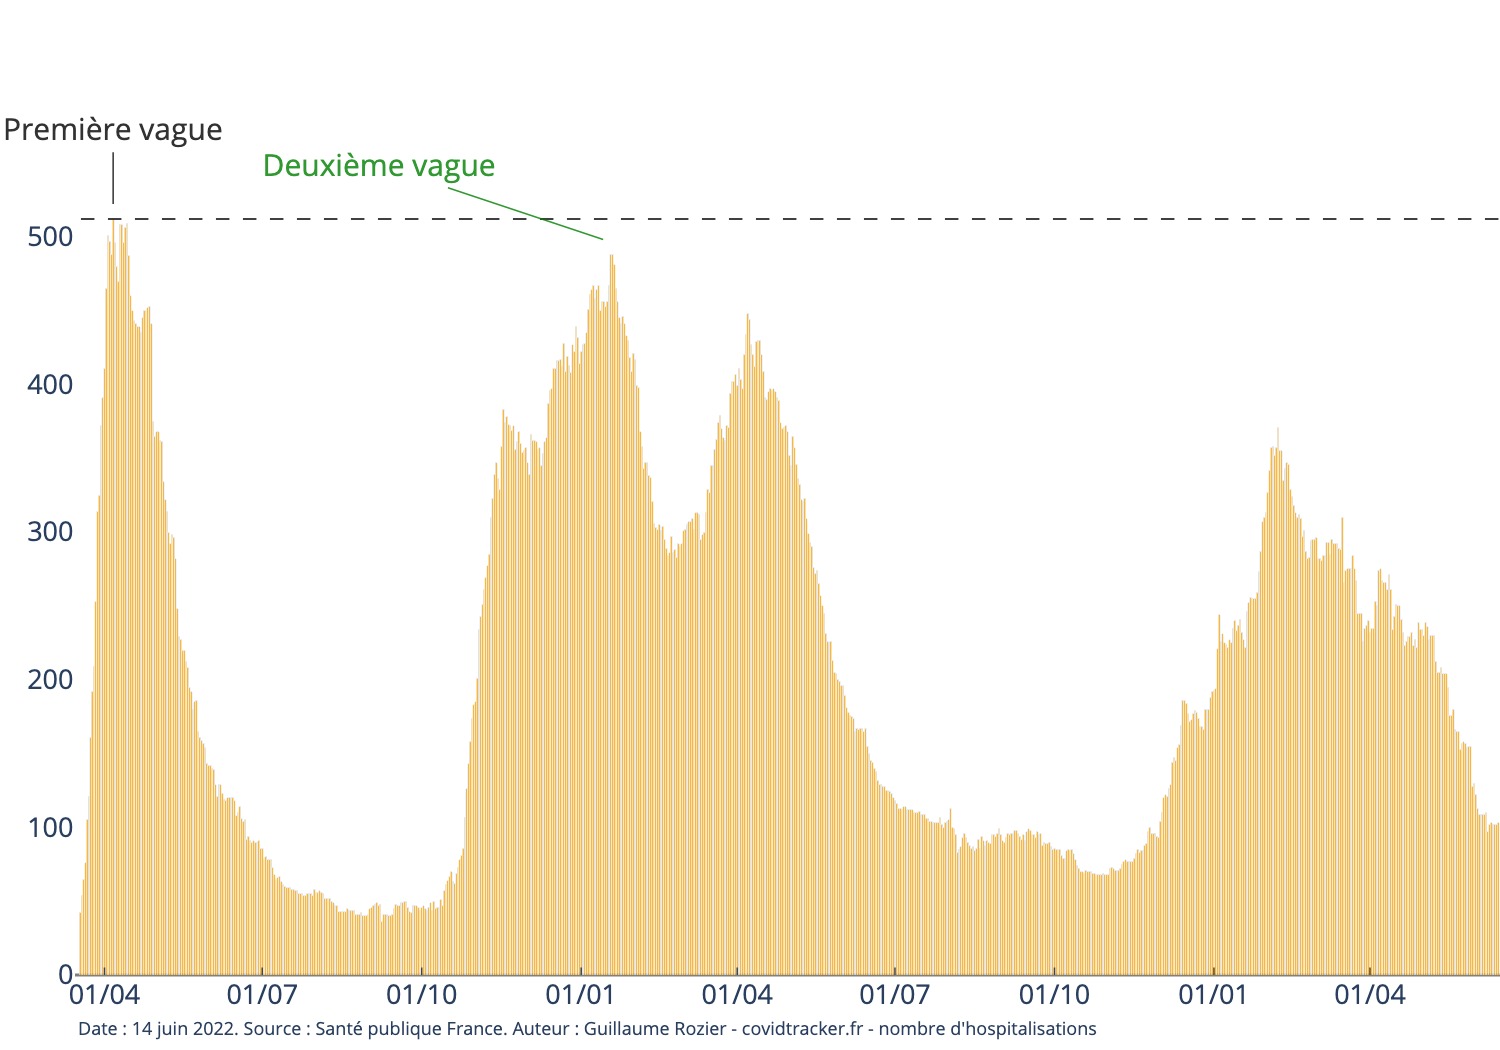 Première vague
Deuxième vague
500
400
300
200
100
0
01/04 01/07 01/10 01/01 01/04 01/07 01/10 01/01 01/04
Date : 14 juin 2022. Source : Santé publique France. Auteur : Guillaume Rozier - covidtracker.fr - nombre d'hospitalisations